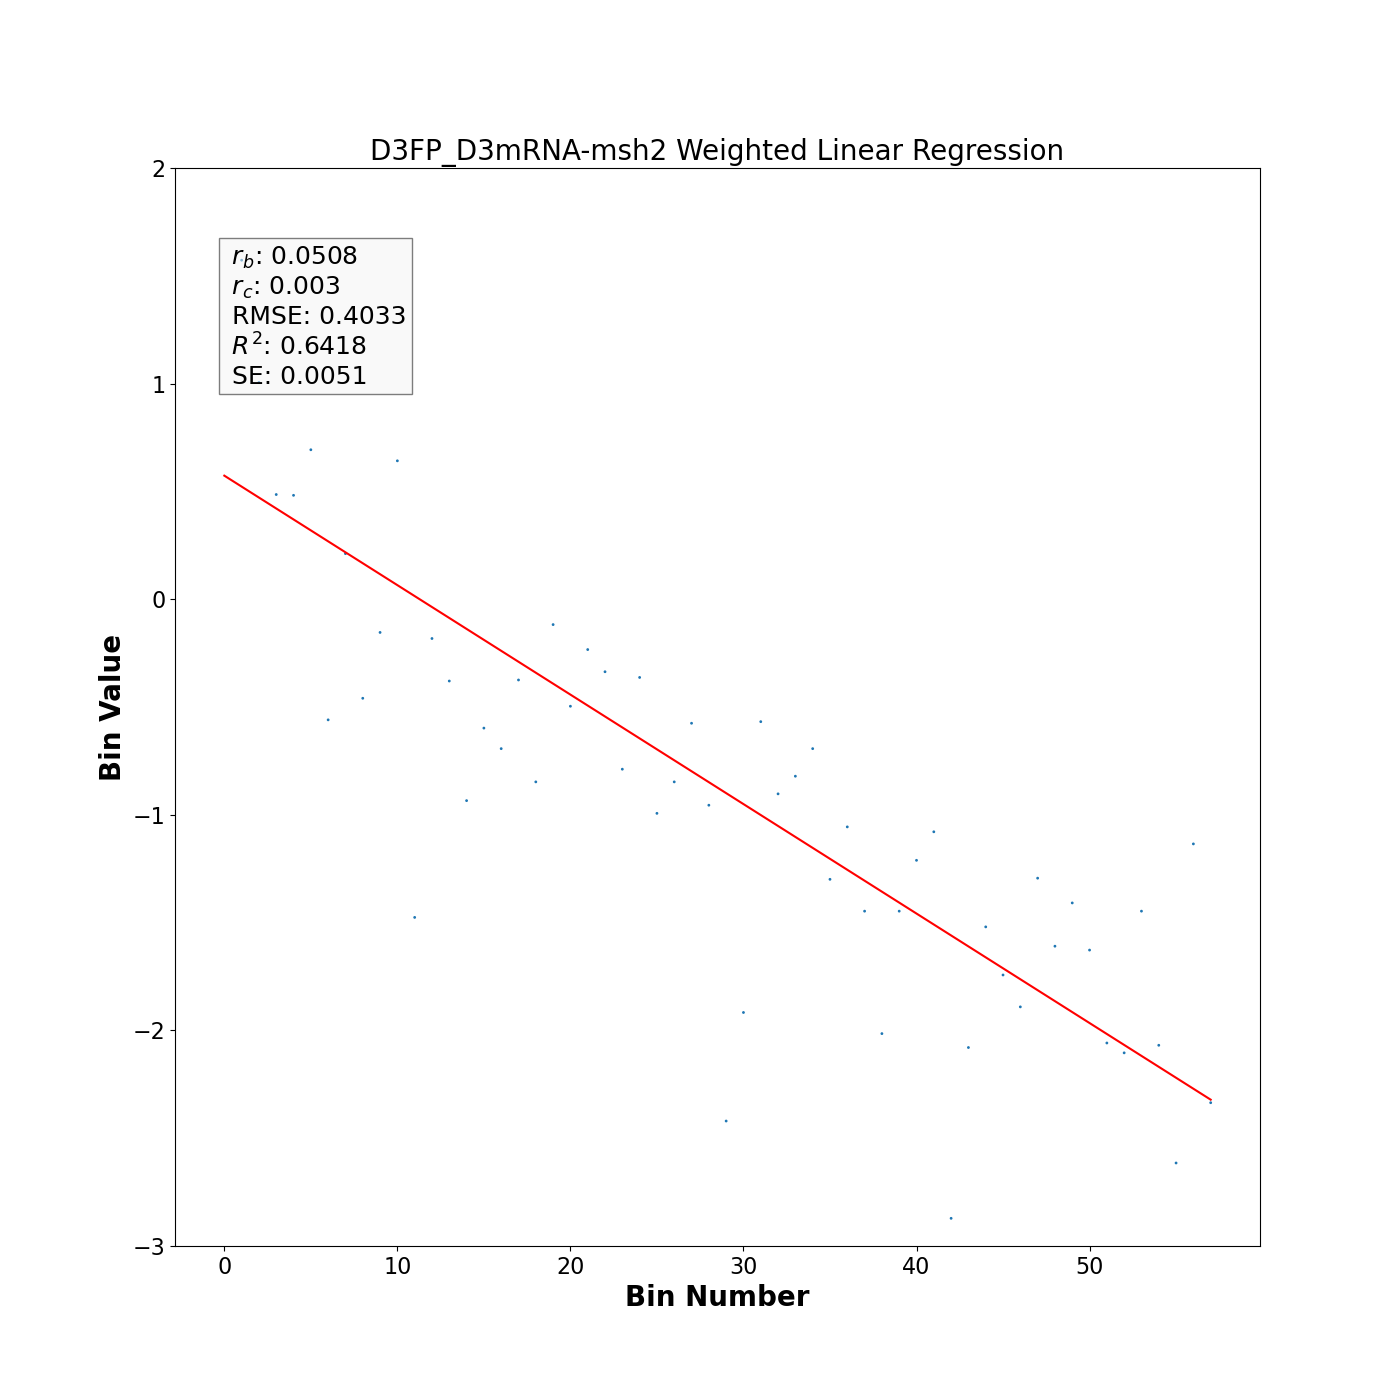 D3FP_D3mRNA-msh2 Weighted Linear Regression
2
r_b: 0.0508
r_c: 0.003
RMSE: 0.4033
R²: 0.6418
SE: 0.0051
1
0
−1
−2
−3
Bin Value
0 10 20 30 40 50
Bin Number